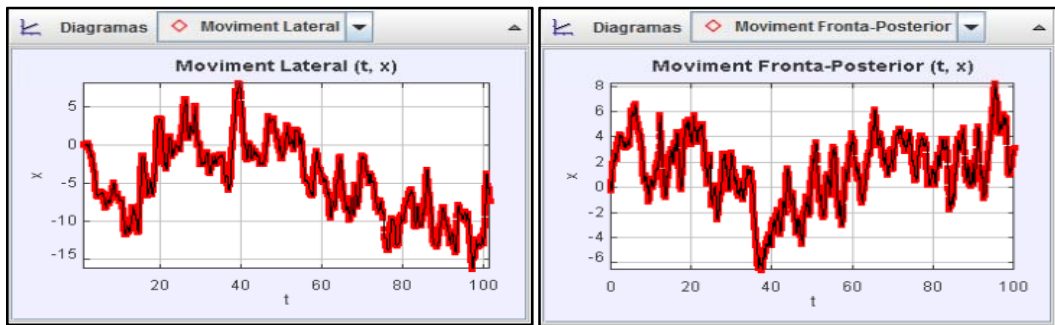 Diagramas Moviment Lateral
Moviment Lateral (t, x)
5
0
-5
-10
-15
x
20 40 60 80 100
t
Diagramas Moviment Fronta-Posterior
Moviment Fronta-Posterior (t, x)
8
6
4
2
0
-2
-4
-6
x
0 20 40 60 80 100
t